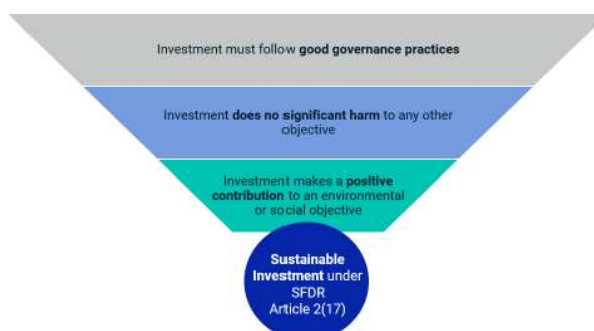 Investment must follow good governance practices
Investment does no significant harm to any other
objective
Investment makes a positive
contribution to an environmental
or social objective
Sustainable
Investment under
SFDR
Article 2(17)